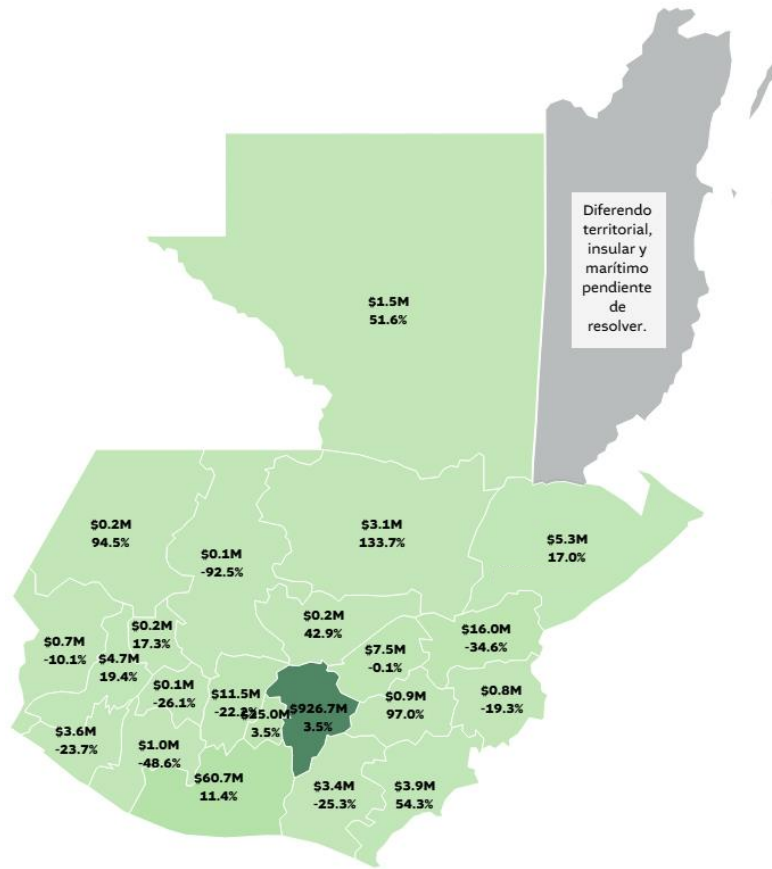 Diferendo
territorial,
insular y
marítimo
pendiente
de
resolver.
$1.5M
51.6%
$0.2M
94.5%
$0.1M
-92.5%
$3.1M
133.7%
$5.3M
17.0%
$0.7M
-10.1%
$4.7M
19.4%
$0.2M
17.3%
$0.2M
42.9%
$7.5M
-0.1%
$16.0M
-34.6%
$0.1M
-26.1%
$11.5M
-22.2%
$25.0M
3.5%
$926.7M
3.5%
$0.9M
97.0%
$0.8M
-19.3%
$3.6M
-23.7%
$1.0M
-48.6%
$60.7M
11.4%
$3.4M
-25.3%
$3.9M
54.3%